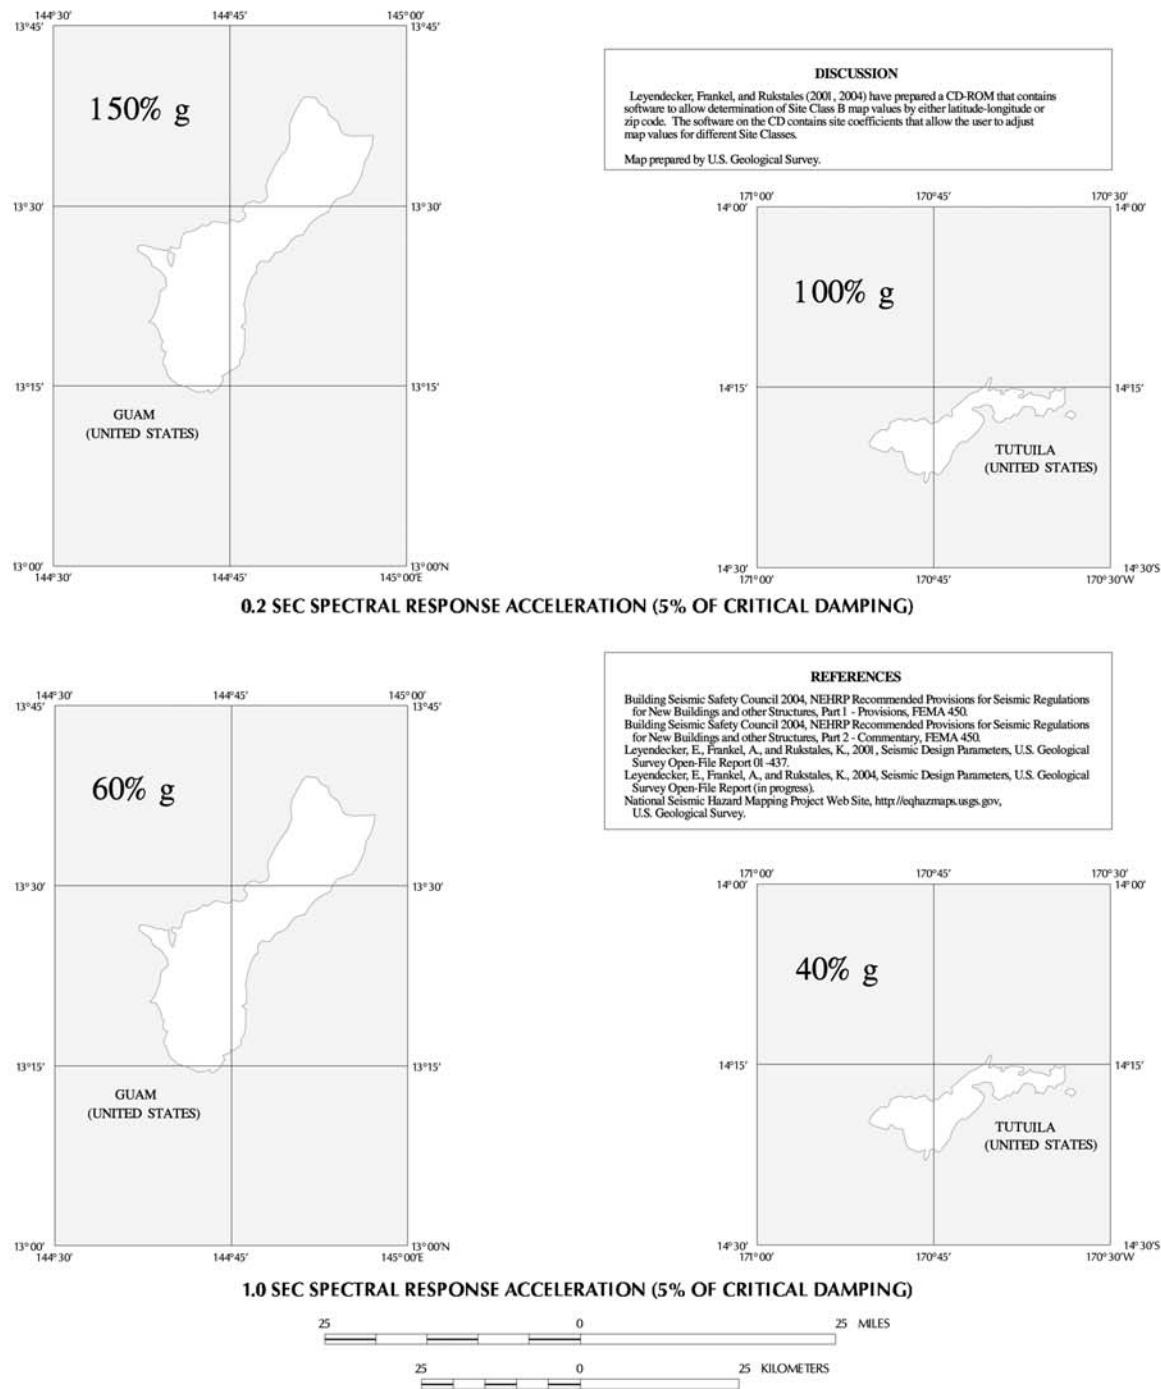 144° 30'
144° 45'
145° 00'
13° 45'
13° 45'
150% g
13° 30'
13° 30'
13° 15'
13° 15'
GUAM
(UNITED STATES)
13° 00'
13° 00'N
144° 30'
144° 45'
145° 00'E
DISCUSSION
Leyendecker, Frankel, and Rukstales (2001, 2004) have prepared a CD-ROM that contains
software to allow determination of Site Class B map values by either latitude-longitude or
zip code. The software on the CD contains site coefficients that allow the user to adjust
map values for different Site Classes.
Map prepared by U.S. Geological Survey.
171° 00'
170° 45'
170° 30'
14° 00'
14° 00'
100% g
14° 15'
14° 15'
TUTUILA
(UNITED STATES)
14° 30'
14° 30'S
171° 00'
170° 45'
170° 30'W
0.2 SEC SPECTRAL RESPONSE ACCELERATION (5% OF CRITICAL DAMPING)
144° 30'
144° 45'
145° 00'
13° 45'
13° 45'
60% g
13° 30'
13° 30'
13° 15'
13° 15'
GUAM
(UNITED STATES)
13° 00'
13° 00'N
144° 30'
144° 45'
145° 00'E
REFERENCES
Building Seismic Safety Council 2004, NEHRP Recommended Provisions for Seismic Regulations
for New Buildings and other Structures, Part 1 - Provisions, FEMA 450.
Building Seismic Safety Council 2004, NEHRP Recommended Provisions for Seismic Regulations
for New Buildings and other Structures, Part 2 - Commentary, FEMA 450.
Leyendecker, E., Frankel, A., and Rukstales, K., 2001, Seismic Design Parameters, U.S. Geological
Survey Open-File Report 01-437.
Leyendecker, E., Frankel, A., and Rukstales, K., 2004, Seismic Design Parameters, U.S. Geological
Survey Open-File Report (in progress).
National Seismic Hazard Mapping Project Web Site, http://eqhazmaps.usgs.gov,
U.S. Geological Survey.
171° 00'
170° 45'
170° 30'
14° 00'
14° 00'
40% g
14° 15'
14° 15'
TUTUILA
(UNITED STATES)
14° 30'
14° 30'S
171° 00'
170° 45'
170° 30'W
1.0 SEC SPECTRAL RESPONSE ACCELERATION (5% OF CRITICAL DAMPING)
25 0 25 MILES
25 0 25 KILOMETERS